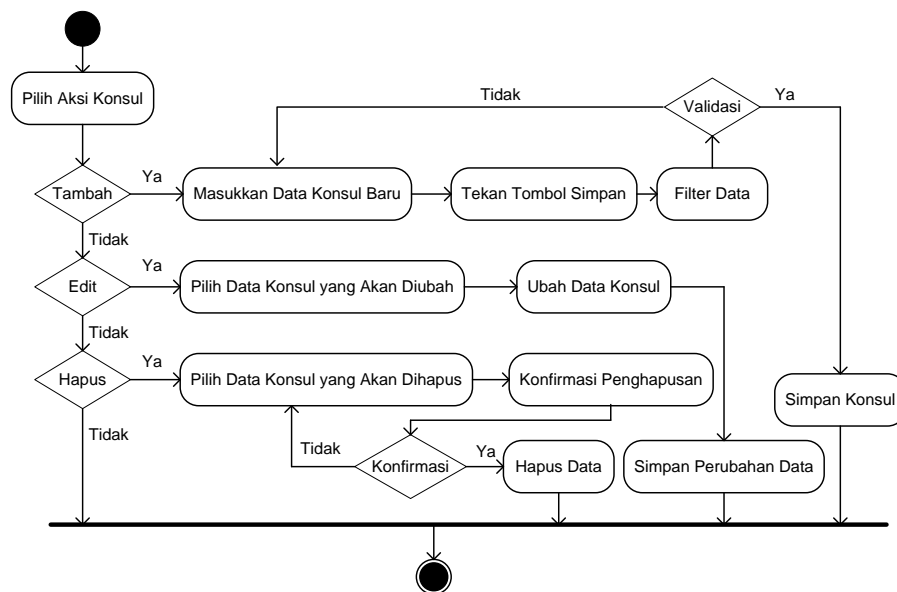 Pilih Aksi Konsul
Tidak
Validasi
Ya
Tambah
Ya
Masukkan Data Konsul Baru
Tekan Tombol Simpan
Filter Data
Tidak
Edit
Ya
Pilih Data Konsul yang Akan Diubah
Ubah Data Konsul
Tidak
Hapus
Ya
Pilih Data Konsul yang Akan Dihapus
Konfirmasi Penghapusan
Simpan Konsul
Tidak
Tidak
Konfirmasi
Ya
Hapus Data
Simpan Perubahan Data